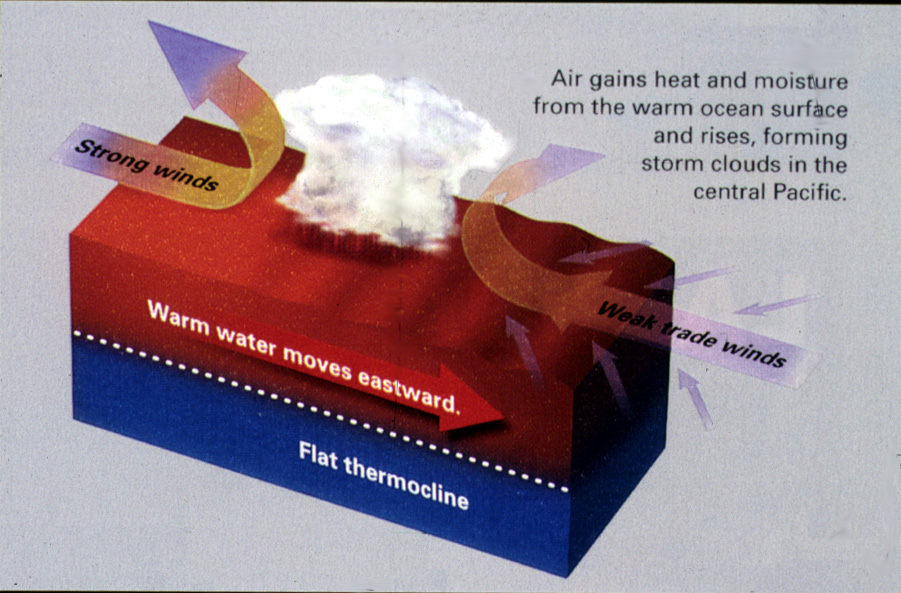 Air gains heat and moisture
from the warm ocean surface
and rises, forming
storm clouds in the
central Pacific.
Strong winds
Weak trade winds
Warm water moves eastward.
Flat thermocline